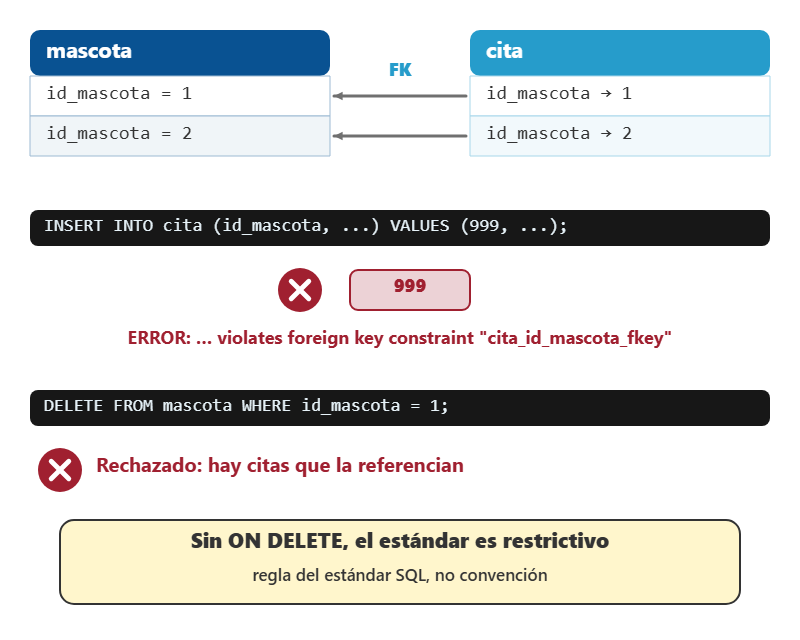 mascota
cita
FK
id_mascota = 1
id_mascota → 1
id_mascota = 2
id_mascota → 2
INSERT INTO cita (id_mascota, ...) VALUES (999, ...);
999
ERROR: ... violates foreign key constraint "cita_id_mascota_fkey"
DELETE FROM mascota WHERE id_mascota = 1;
Rechazado: hay citas que la referencian
Sin ON DELETE, el estándar es restrictivo
regla del estándar SQL, no convención